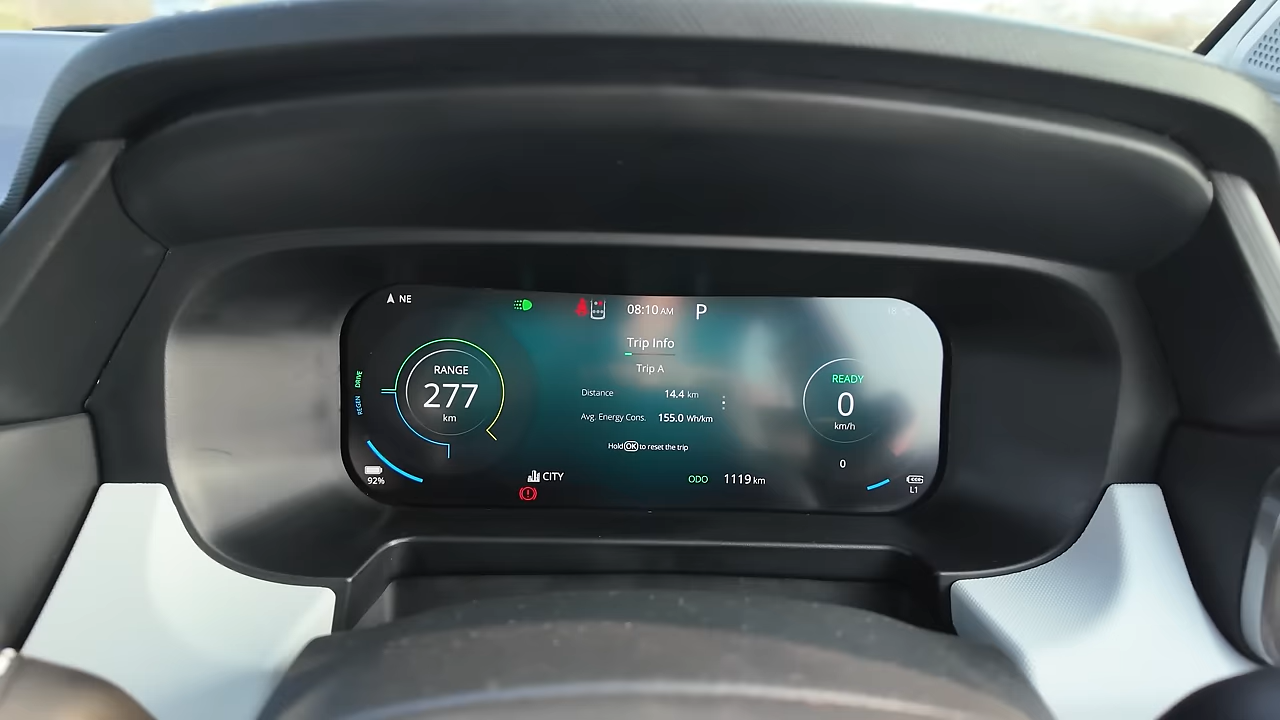 NE
08:10 AM
P
Trip Info
Trip A
RANGE
277
km
DRIVE
REGEN
Distance 14.4 km
Avg. Energy Cons. 155.0 Wh/km
Hold OK to reset the trip
READY
0
km/h
0
92%
CITY
ODO 1119 km
L1